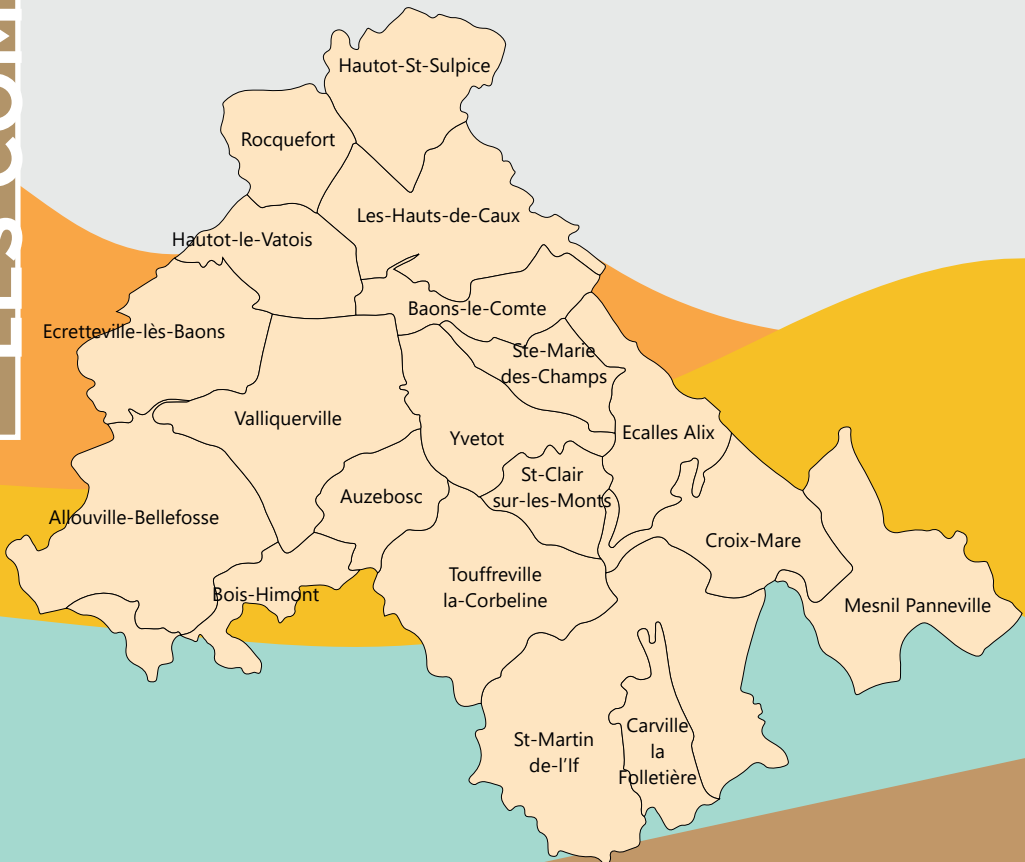 Hautot-St-Sulpice
Rocquefort
Les-Hauts-de-Caux
Hautot-le-Vatois
Baons-le-Comte
Ecretteville-lès-Baons
Ste-Marie
des-Champs
Valliquerville
Yvetot
Ecalles Alix
St-Clair
sur-les-Monts
Auzebosc
Allouville-Bellefosse
Croix-Mare
Touffreville
la-Corbeline
Bois-Himont
Mesnil Panneville
St-Martin
de-l'If
Carville
la
Folletière
LES COM